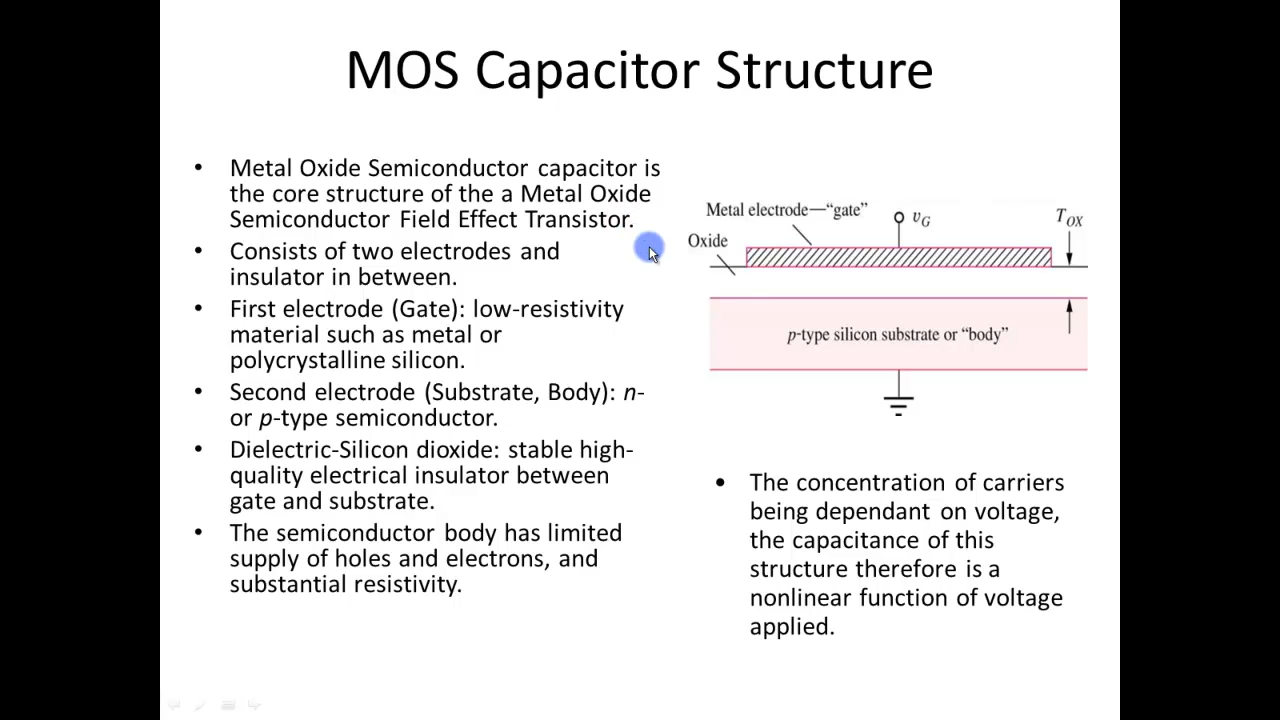 MOS Capacitor Structure
• Metal Oxide Semiconductor capacitor is
the core structure of the a Metal Oxide
Semiconductor Field Effect Transistor.
• Consists of two electrodes and
insulator in between.
• First electrode (Gate): low-resistivity
material such as metal or
polycrystalline silicon.
• Second electrode (Substrate, Body): n-
or p-type semiconductor.
• Dielectric-Silicon dioxide: stable high-
quality electrical insulator between
gate and substrate.
• The semiconductor body has limited
supply of holes and electrons, and
substantial resistivity.
Metal electrode—“gate”
vG
TOX
Oxide
p-type silicon substrate or “body”
• The concentration of carriers
being dependant on voltage,
the capacitance of this
structure therefore is a
nonlinear function of voltage
applied.